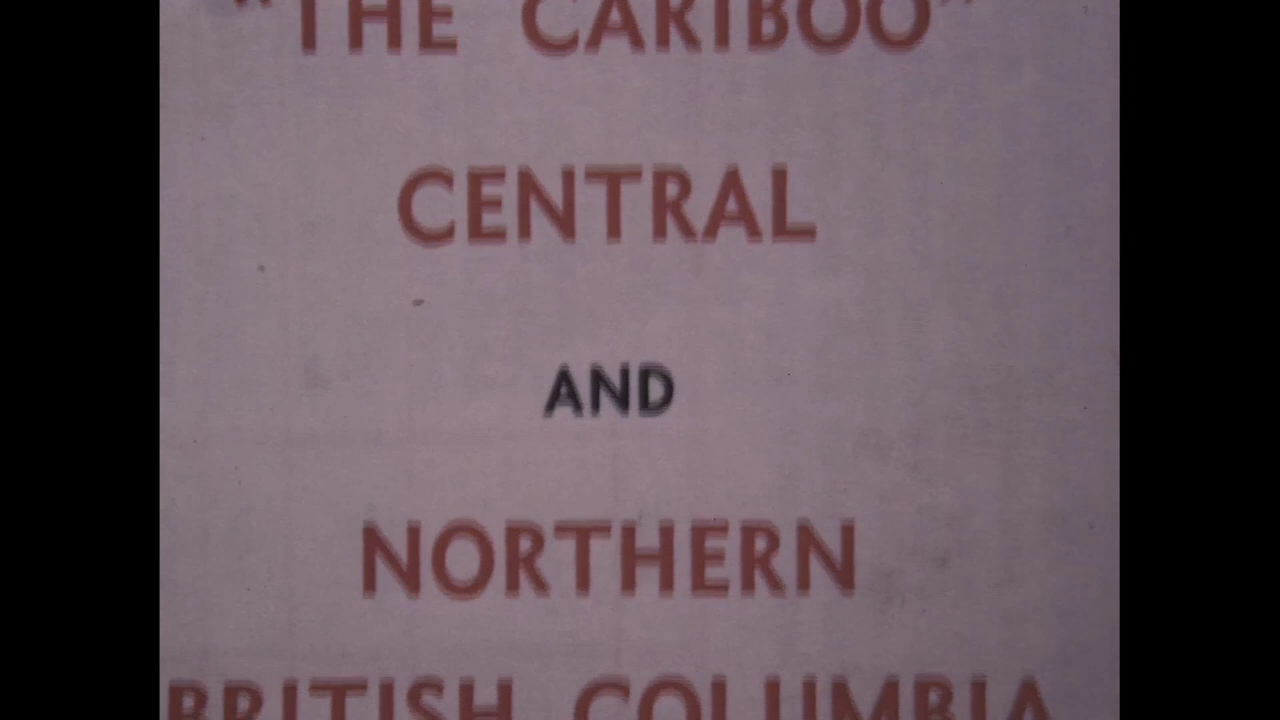 "THE CARIBOO"
CENTRAL
AND
NORTHERN
BRITISH COLUMBIA